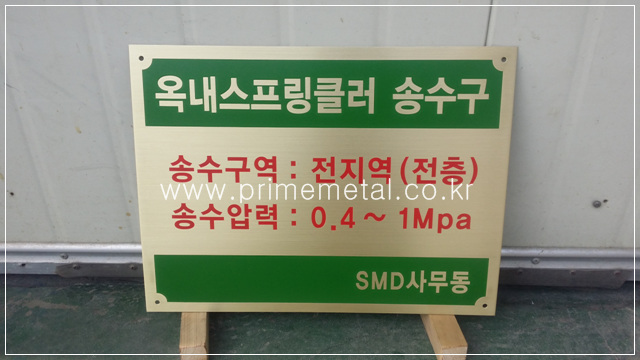 옥내스프링클러 송수구
송수구역 : 전지역(전층)
www.primemetal.co.kr
송수압력 : 0.4~1Mpa
SMD사무동